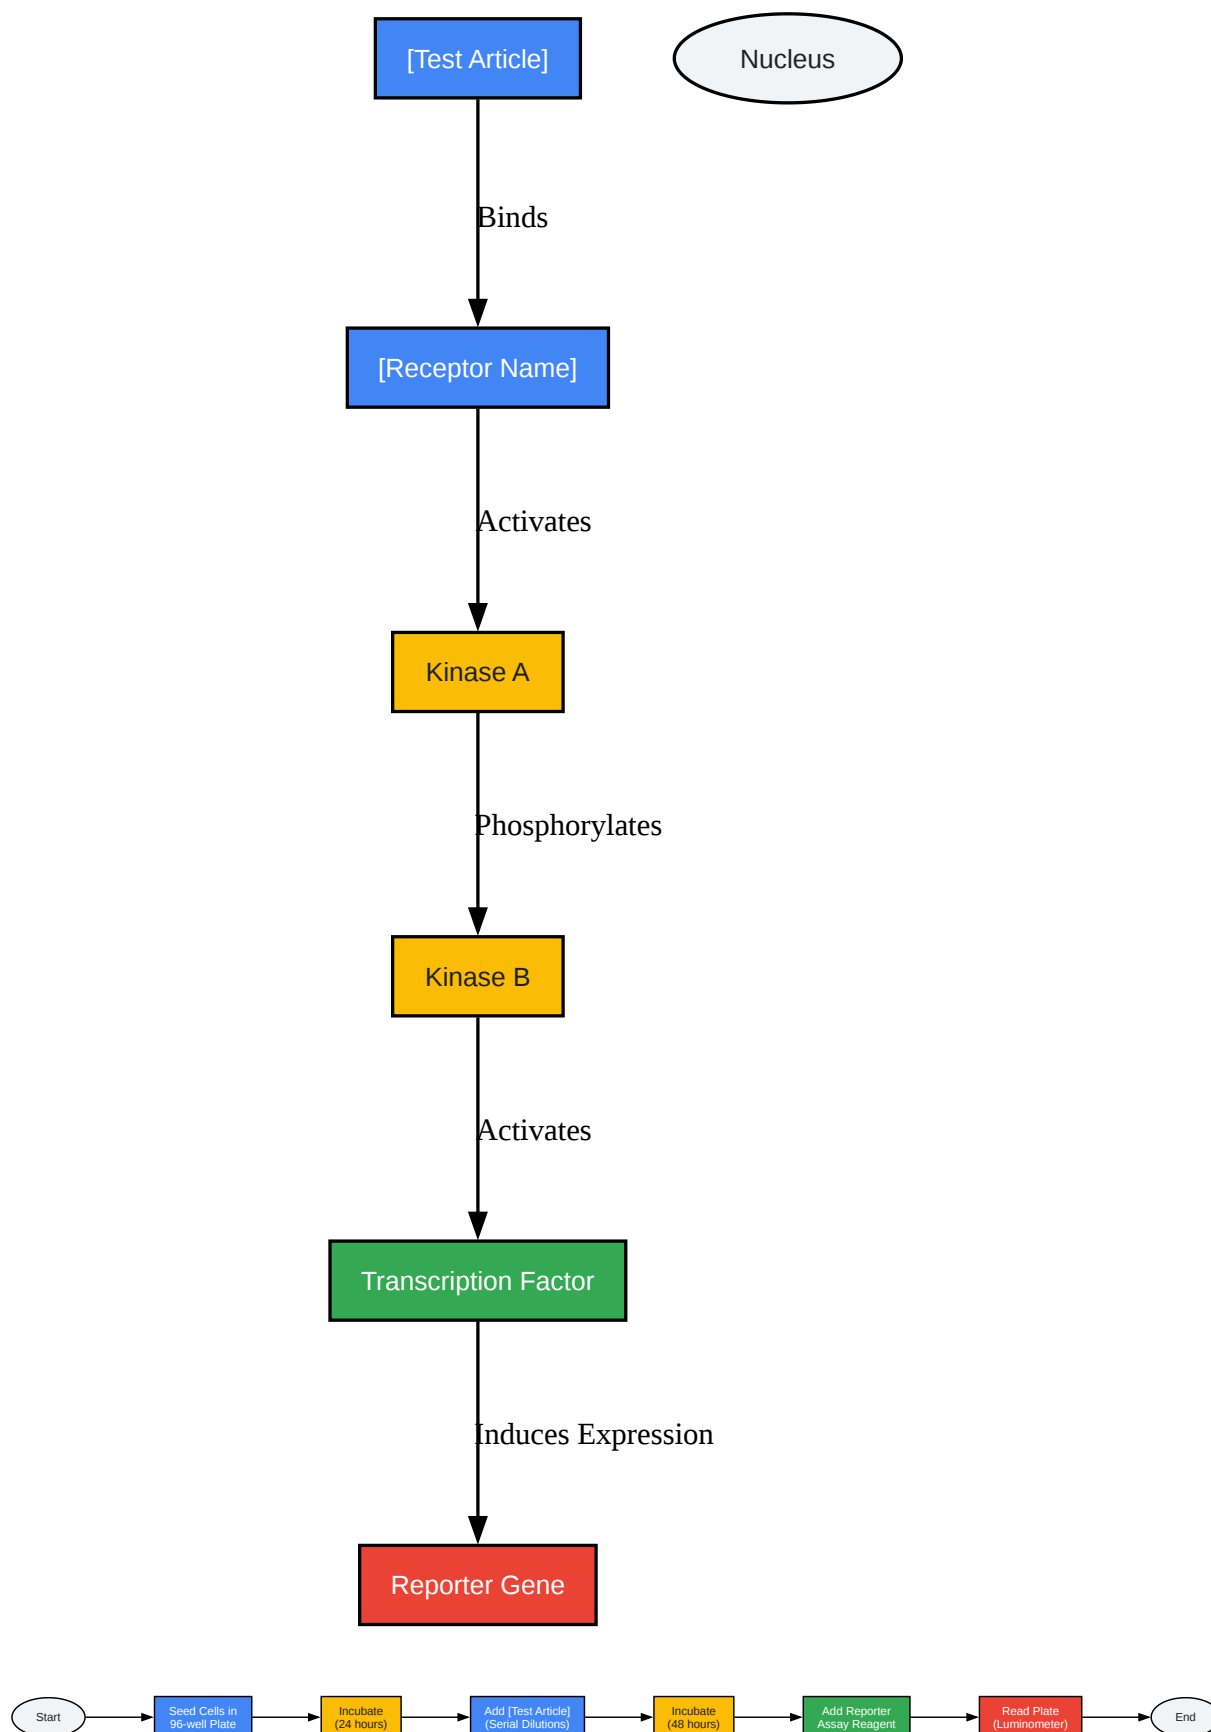 [Test Article]
Nucleus
Binds
[Receptor Name]
Activates
Kinase A
Phosphorylates
Kinase B
Activates
Transcription Factor
Induces Expression
Reporter Gene
Start
Seed Cells in
96-well Plate
Incubate
(24 hours)
Add [Test Article]
(Serial Dilutions)
Incubate
(48 hours)
Add Reporter
Assay Reagent
Read Plate
(Luminometer)
End